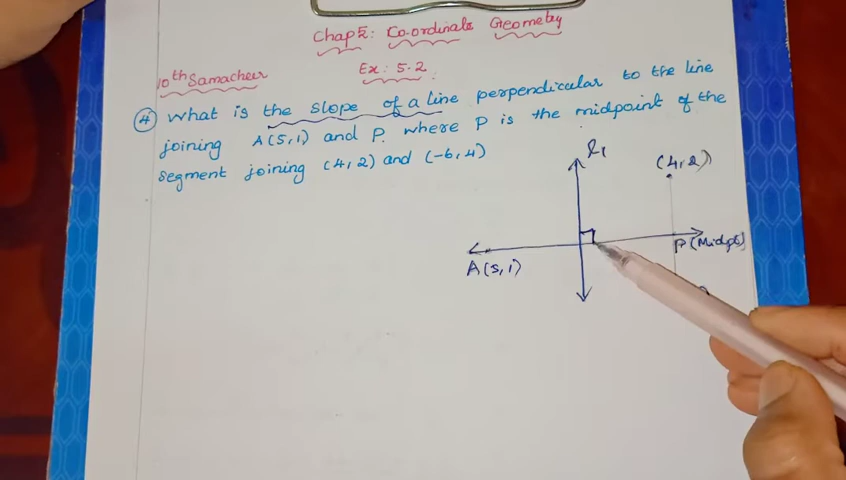 Chapt: Co-ordinate Geometry
10th Samacheer
Ex: 5.2
④ What is the slope of a line perpendicular to the line
joining A(5,1) and P. where P is the midpoint of the
segment joining (4,2) and (-6,4)
l1
(4,2)
P(Midpt)
A(5,1)